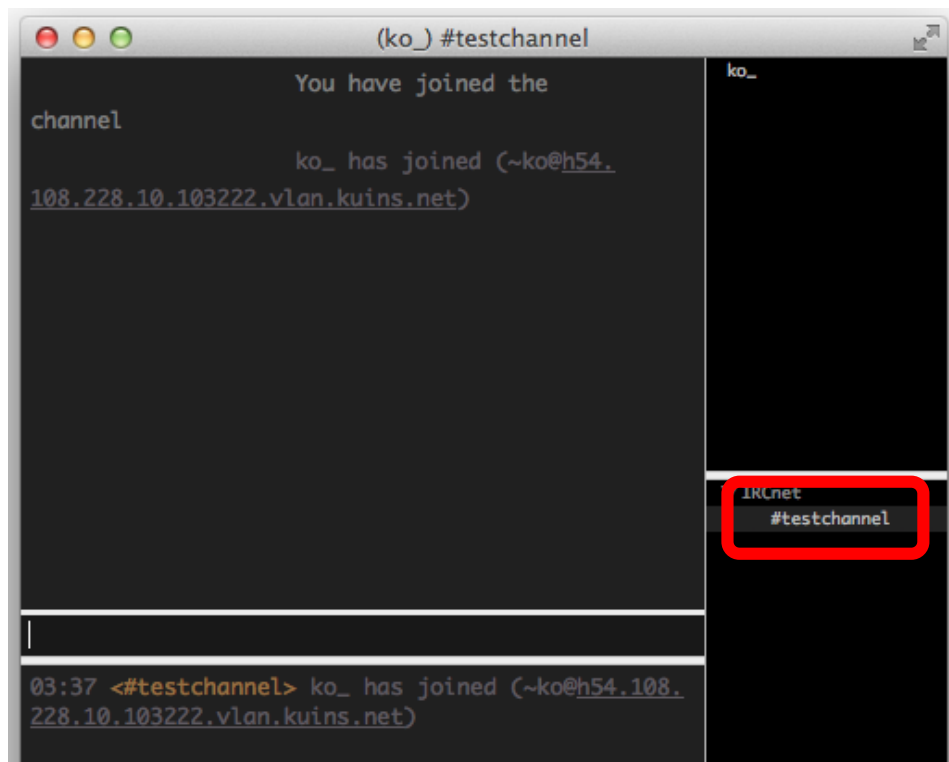 (ko_) #testchannel
You have joined the
channel
ko_ has joined (~ko@h54.
108.228.10.103222.vlan.kuins.net)
ko_
IRCnet
#testchannel
03:37 <#testchannel> ko_ has joined (~ko@h54.108.
228.10.103222.vlan.kuins.net)